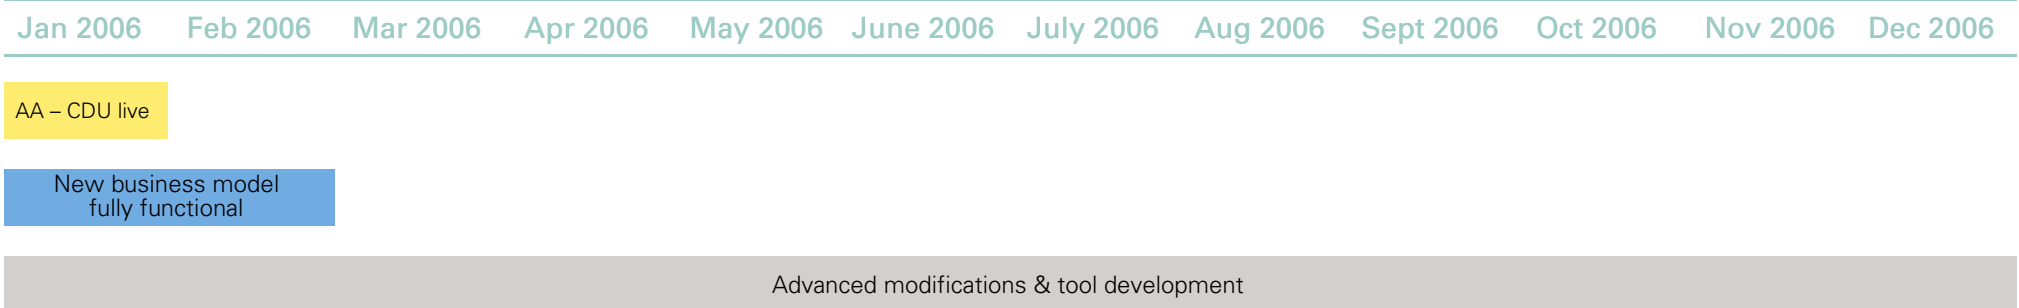 Jan 2006 Feb 2006 Mar 2006 Apr 2006 May 2006 June 2006 July 2006 Aug 2006 Sept 2006 Oct 2006 Nov 2006 Dec 2006
AA – CDU live
New business model
fully functional
Advanced modifications & tool development